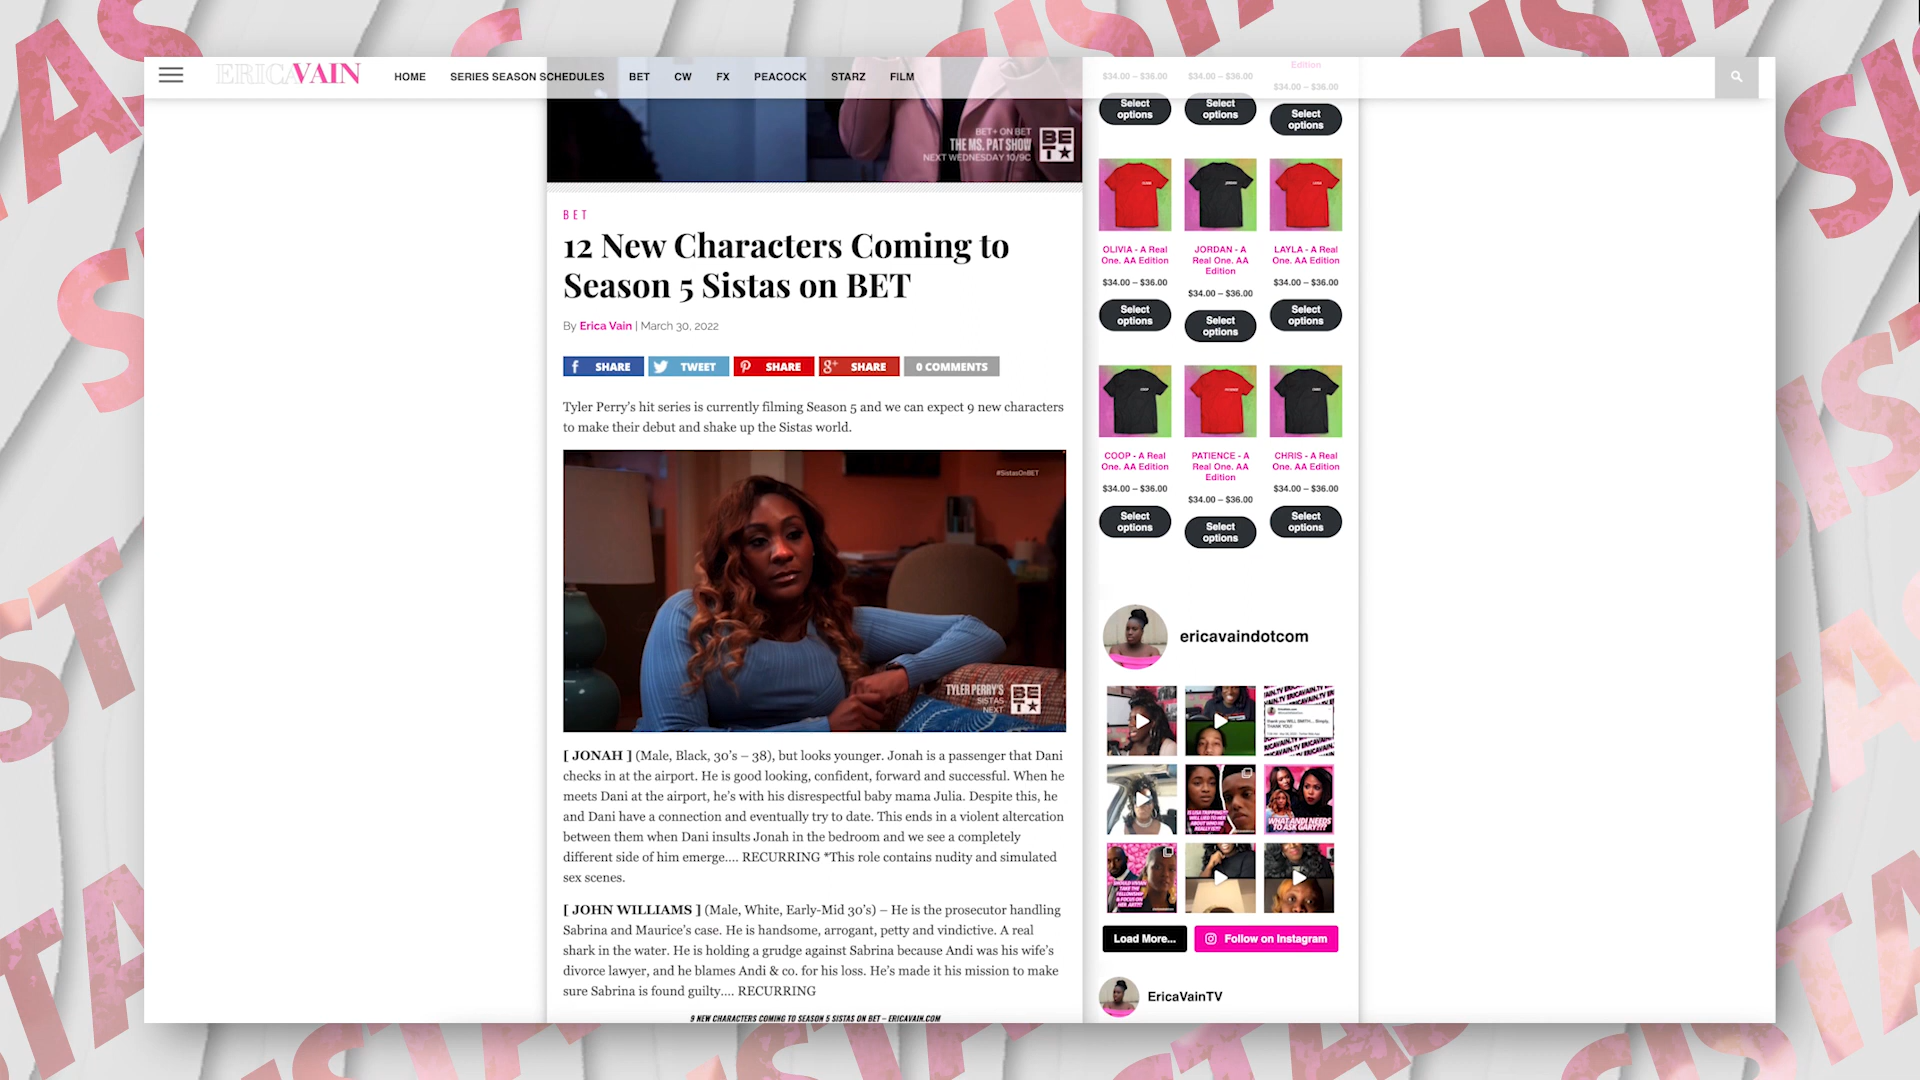 ERICAVAIN
HOME SERIES SEASON SCHEDULES BET CW FX PEACOCK STARZ FILM
BET+ ON BET
THE MS. PAT SHOW
NEXT WEDNESDAY 10/9C
BET
BET
12 New Characters Coming to
Season 5 Sistas on BET
By Erica Vain | March 30, 2022
SHARE TWEET SHARE SHARE 0 COMMENTS
Tyler Perry's hit series is currently filming Season 5 and we can expect 9 new characters
to make their debut and shake up the Sistas world.
#SistasOnBET
TYLER PERRY'S
SISTAS
NEXT
BET
[ JONAH ] (Male, Black, 30's – 38), but looks younger. Jonah is a passenger that Dani
checks in at the airport. He is good looking, confident, forward and successful. When he
meets Dani at the airport, he's with his disrespectful baby mama Julia. Despite this, he
and Dani have a connection and eventually try to date. This ends in a violent altercation
between them when Dani insults Jonah in the bedroom and we see a completely
different side of him emerge…. RECURRING *This role contains nudity and simulated
sex scenes.
[ JOHN WILLIAMS ] (Male, White, Early-Mid 30's) – He is the prosecutor handling
Sabrina and Maurice's case. He is handsome, arrogant, petty and vindictive. A real
shark in the water. He is holding a grudge against Sabrina because Andi was his wife's
divorce lawyer, and he blames Andi & co. for his loss. He's made it his mission to make
sure Sabrina is found guilty…. RECURRING
9 NEW CHARACTERS COMING TO SEASON 5 SISTAS ON BET – ERICAVAIN.COM
Edition
$34.00 – $36.00 $34.00 – $36.00 $34.00 – $36.00
Select options Select options Select options
OLIVIA - A Real One. AA Edition
$34.00 – $36.00
Select options
JORDAN - A Real One. AA Edition
$34.00 – $36.00
Select options
LAYLA - A Real One. AA Edition
$34.00 – $36.00
Select options
COOP - A Real One. AA Edition
$34.00 – $36.00
Select options
PATIENCE - A Real One. AA Edition
$34.00 – $36.00
Select options
CHRIS - A Real One. AA Edition
$34.00 – $36.00
Select options
ericavaindotcom
WHAT ANDI NEEDS
TO ASK GARY???
Load More... Follow on Instagram
EricaVainTV
SISTAS